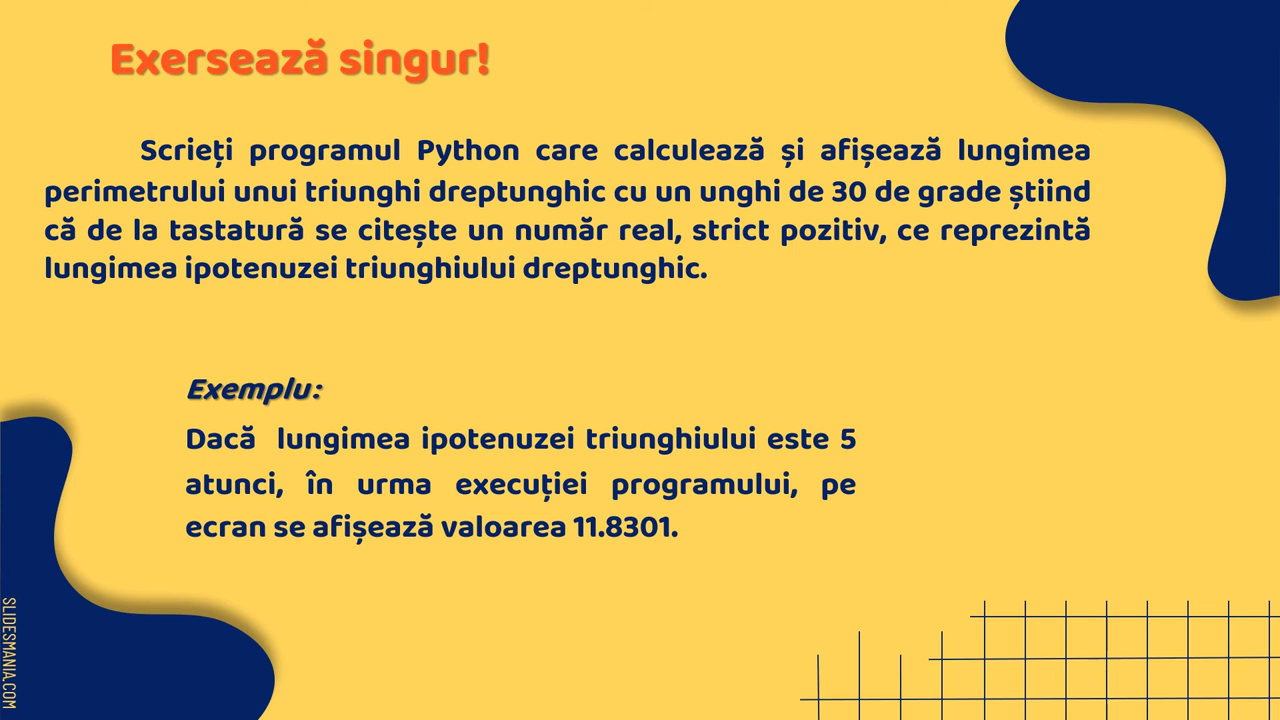 Exersează singur!
Scrieți programul Python care calculează și afișează lungimea
perimetrului unui triunghi dreptunghic cu un unghi de 30 de grade știind
că de la tastatură se citește un număr real, strict pozitiv, ce reprezintă
lungimea ipotenuzei triunghiului dreptunghic.
Exemplu:
Dacă lungimea ipotenuzei triunghiului este 5
atunci, în urma execuției programului, pe
ecran se afișează valoarea 11.8301.
SLIDESMANIA.COM